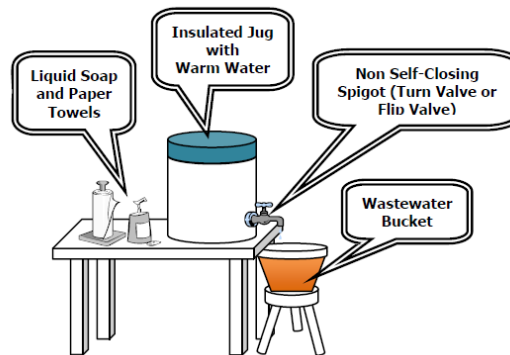 Insulated Jug
with
Warm Water
Liquid Soap
and Paper
Towels
Non Self-Closing
Spigot (Turn Valve or
Flip Valve)
Wastewater
Bucket